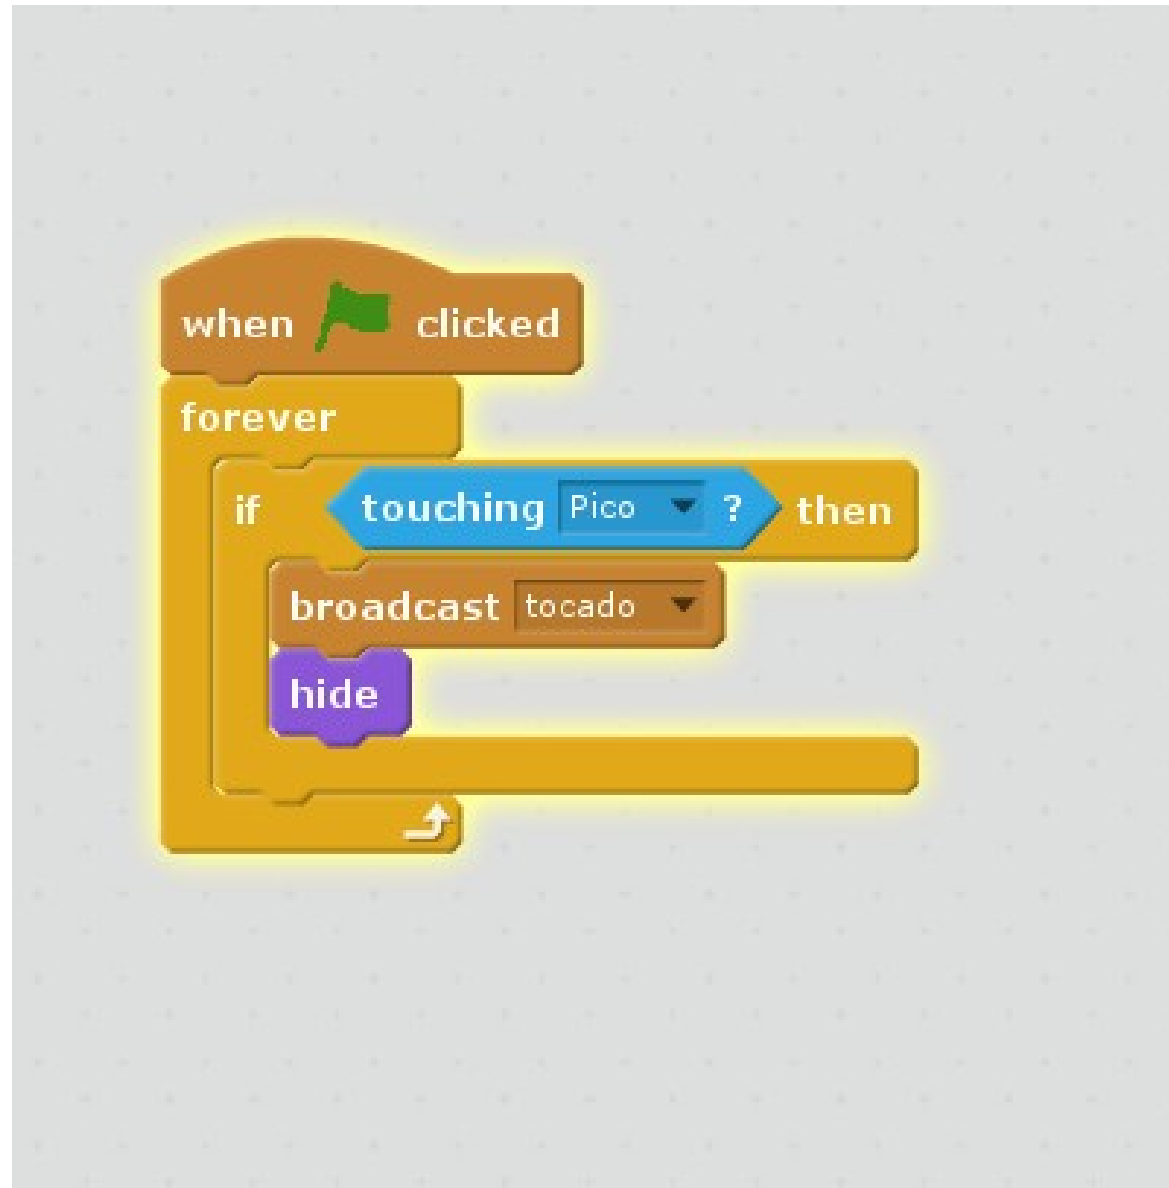 when clicked
forever
if touching Pico ? then
broadcast tocado
hide